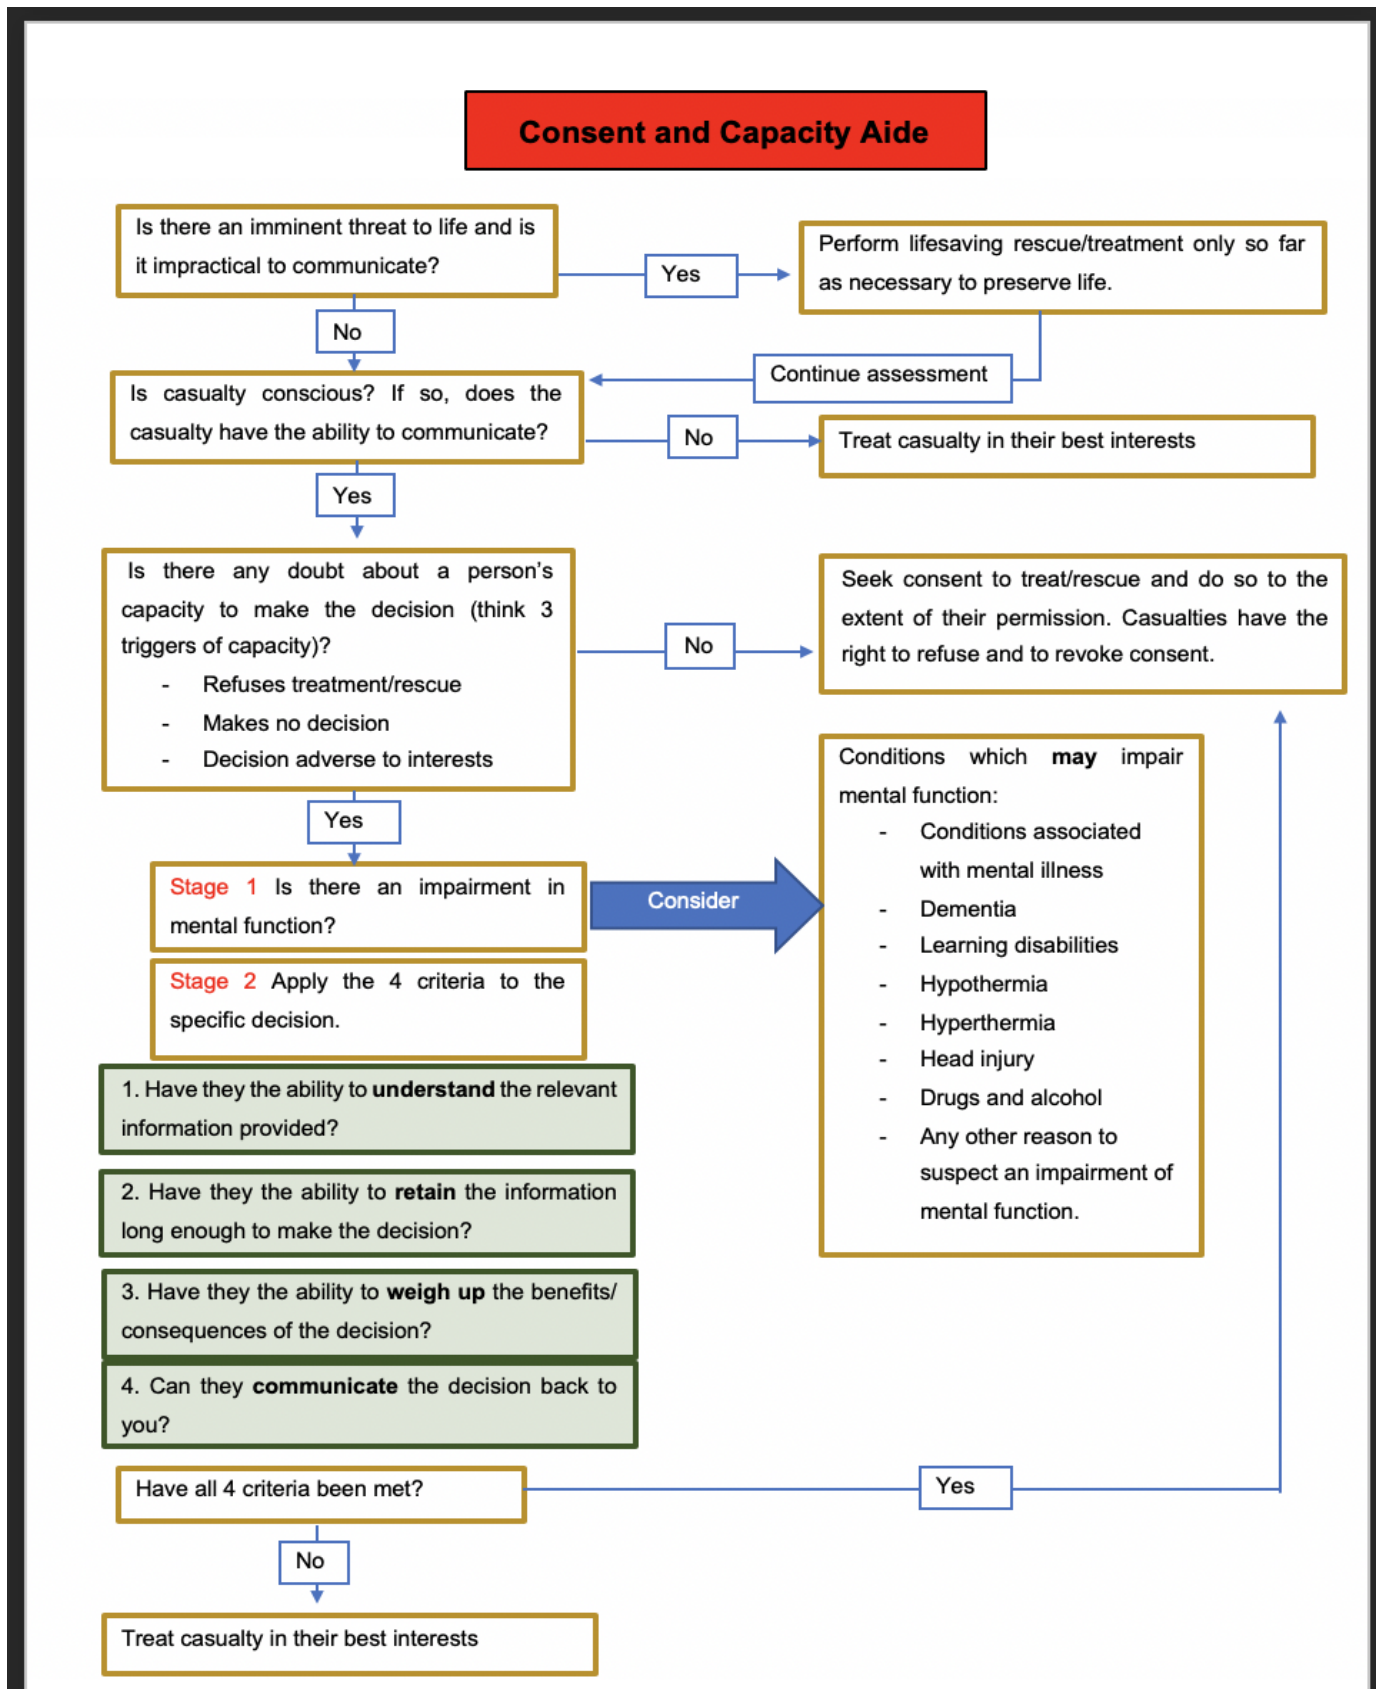 Consent and Capacity Aide
Is there an imminent threat to life and is
it impractical to communicate?
Yes
Perform lifesaving rescue/treatment only so far
as necessary to preserve life.
No
Continue assessment
Is casualty conscious? If so, does the
casualty have the ability to communicate?
No
Treat casualty in their best interests
Yes
Is there any doubt about a person's
capacity to make the decision (think 3
triggers of capacity)?
- Refuses treatment/rescue
- Makes no decision
- Decision adverse to interests
No
Seek consent to treat/rescue and do so to the
extent of their permission. Casualties have the
right to refuse and to revoke consent.
Yes
Stage 1 Is there an impairment in
mental function?
Consider
Conditions which may impair
mental function:
- Conditions associated
with mental illness
- Dementia
- Learning disabilities
- Hypothermia
- Hyperthermia
- Head injury
- Drugs and alcohol
- Any other reason to
suspect an impairment of
mental function.
Stage 2 Apply the 4 criteria to the
specific decision.
1. Have they the ability to understand the relevant
information provided?
2. Have they the ability to retain the information
long enough to make the decision?
3. Have they the ability to weigh up the benefits/
consequences of the decision?
4. Can they communicate the decision back to
you?
Have all 4 criteria been met?
Yes
No
Treat casualty in their best interests